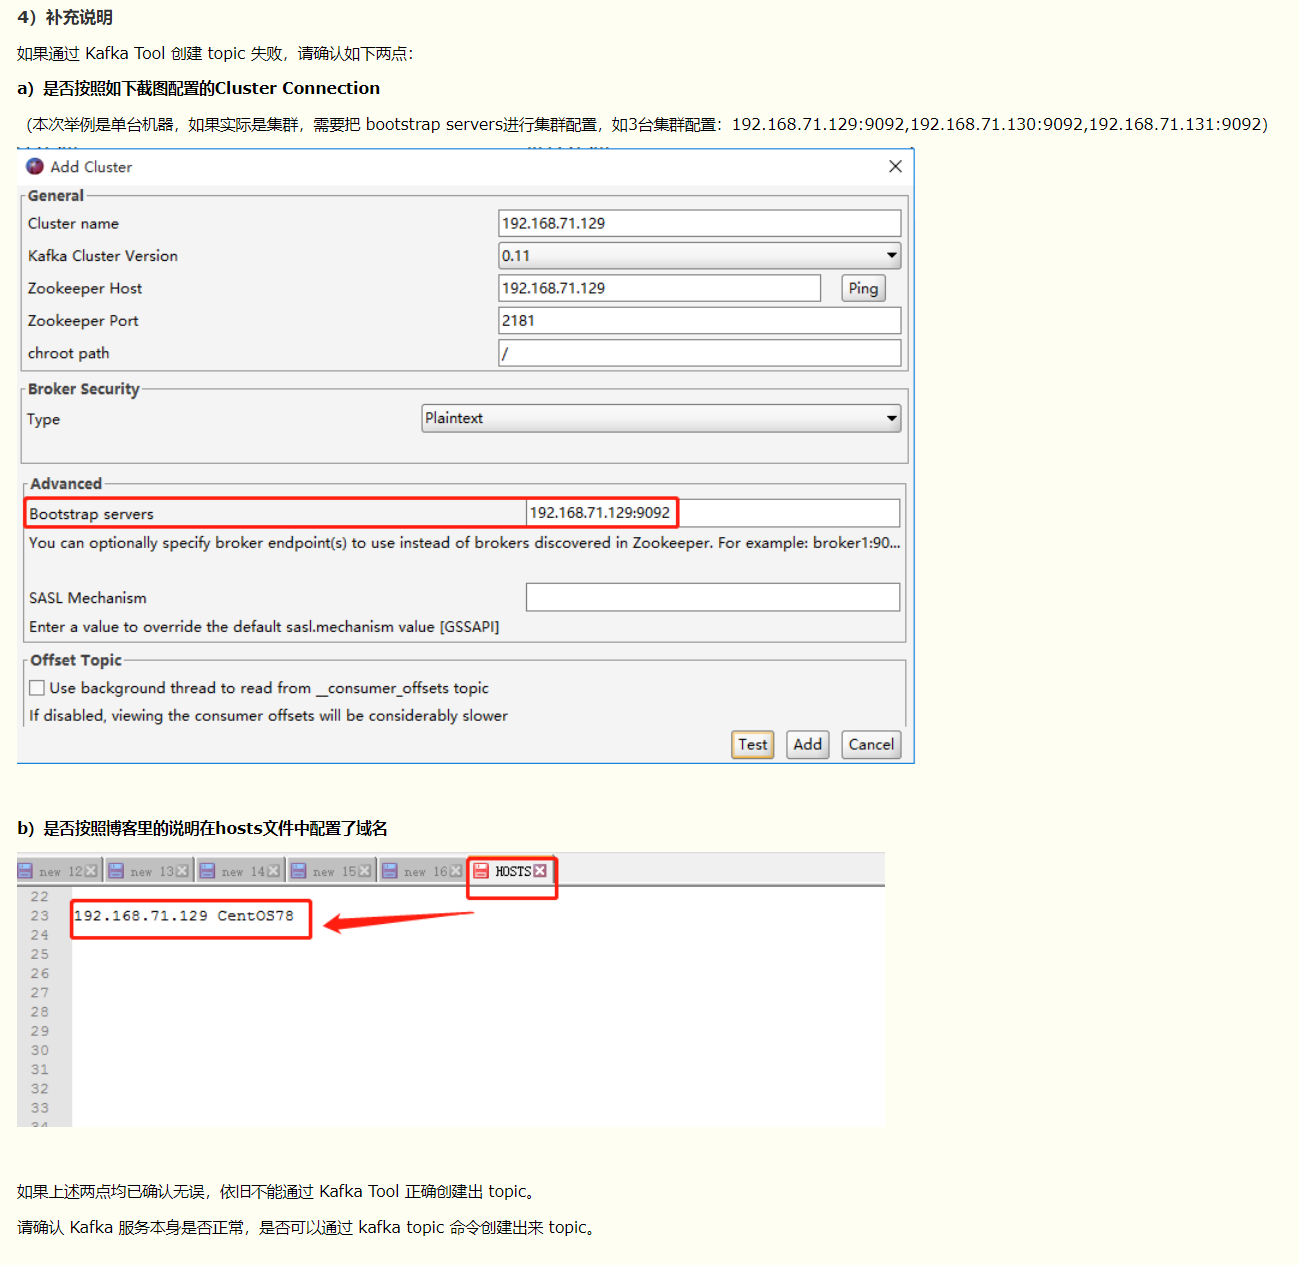 4）补充说明
如果通过 Kafka Tool 创建 topic 失败，请确认如下两点：
a）是否按照如下截图配置的Cluster Connection
（本次举例是单台机器，如果实际是集群，需要把 bootstrap servers进行集群配置，如3台集群配置：192.168.71.129:9092,192.168.71.130:9092,192.168.71.131:9092）
Add Cluster
General
Cluster name 192.168.71.129
Kafka Cluster Version 0.11
Zookeeper Host 192.168.71.129 Ping
Zookeeper Port 2181
chroot path /
Broker Security
Type Plaintext
Advanced
Bootstrap servers 192.168.71.129:9092
You can optionally specify broker endpoint(s) to use instead of brokers discovered in Zookeeper. For example: broker1:90...
SASL Mechanism
Enter a value to override the default sasl.mechanism value [GSSAPI]
Offset Topic
Use background thread to read from __consumer_offsets topic
If disabled, viewing the consumer offsets will be considerably slower
Test Add Cancel
b）是否按照博客里的说明在hosts文件中配置了域名
new 12 new 13 new 14 new 15 new 16 HOSTS
22
23 192.168.71.129 CentOS78
24
25
26
27
28
29
30
31
32
33
34
如果上述两点均已确认无误，依旧不能通过 Kafka Tool 正确创建出 topic。
请确认 Kafka 服务本身是否正常，是否可以通过 kafka topic 命令创建出来 topic。